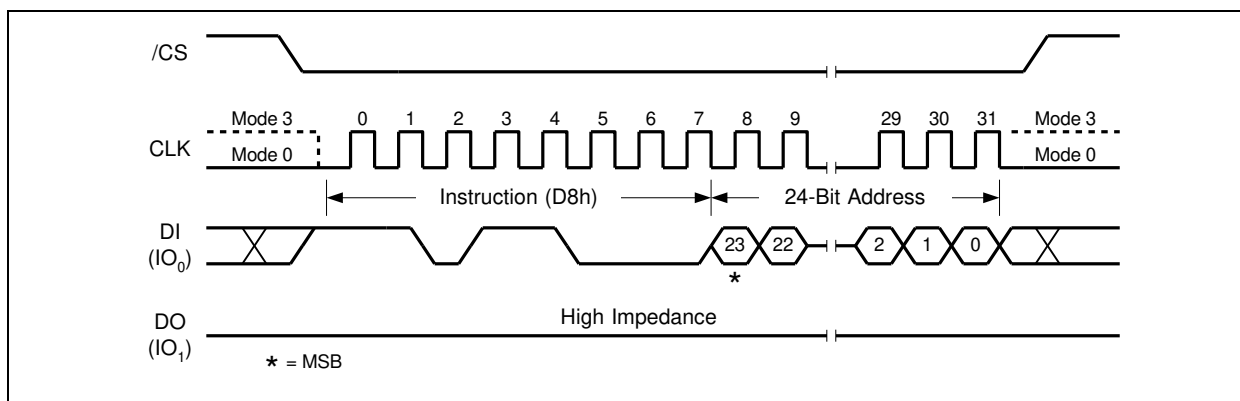 /CS
Mode 3 0 1 2 3 4 5 6 7 8 9 29 30 31 Mode 3
CLK Mode 0 Mode 0
Instruction (D8h) 24-Bit Address
DI
(IO0) 23 22 2 1 0
*
DO High Impedance
(IO1)
* = MSB